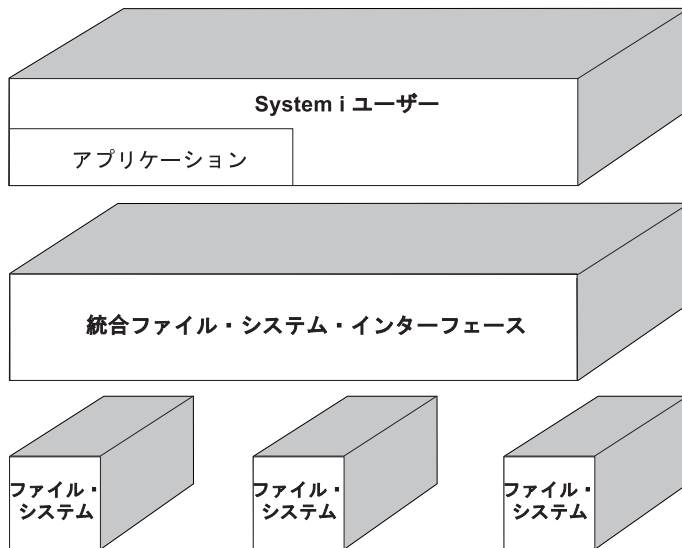 System i ユーザー
アプリケーション
統合ファイル・システム・インターフェース
ファイル・
システム
ファイル・
システム
ファイル・
システム